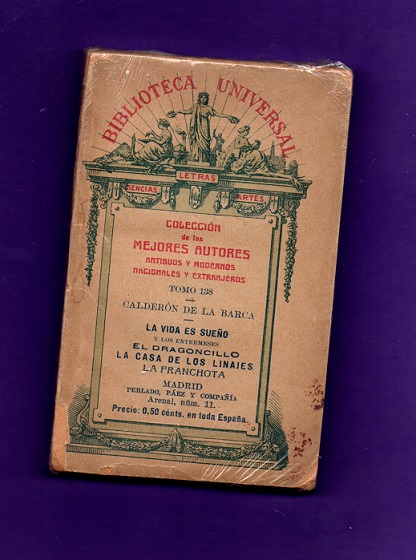 BIBLIOTECA UNIVERSAL
LETRAS
CIENCIAS
ARTES
COLECCIÓN
de los
MEJORES AUTORES
ANTIGUOS Y MODERNOS
NACIONALES Y EXTRANJEROS
TOMO 138
CALDERÓN DE LA BARCA
LA VIDA ES SUEÑO
Y LOS ENTREMESES
EL DRAGONCILLO
LA CASA DE LOS LINAJES
LA FRANCHOTA
MADRID
PERLADO, PÁEZ Y COMPAÑÍA
Arenal, núm. 11.
Precio: 0,50 cénts. en toda España